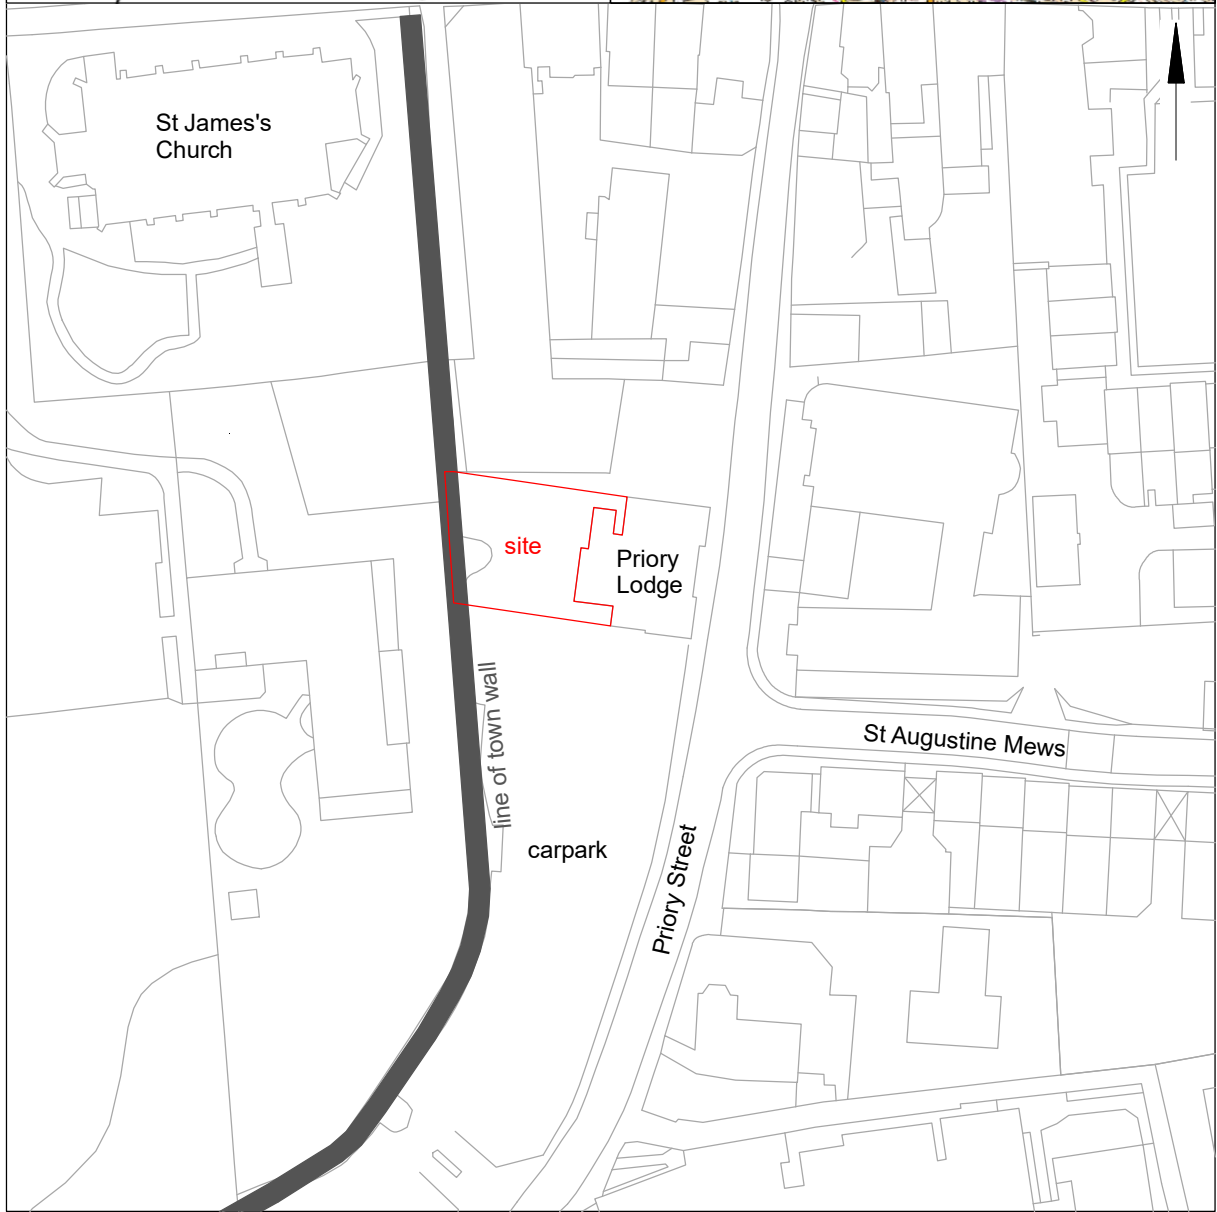 St James's
Church
site
Priory
Lodge
line of town wall
St Augustine Mews
carpark
Priory Street